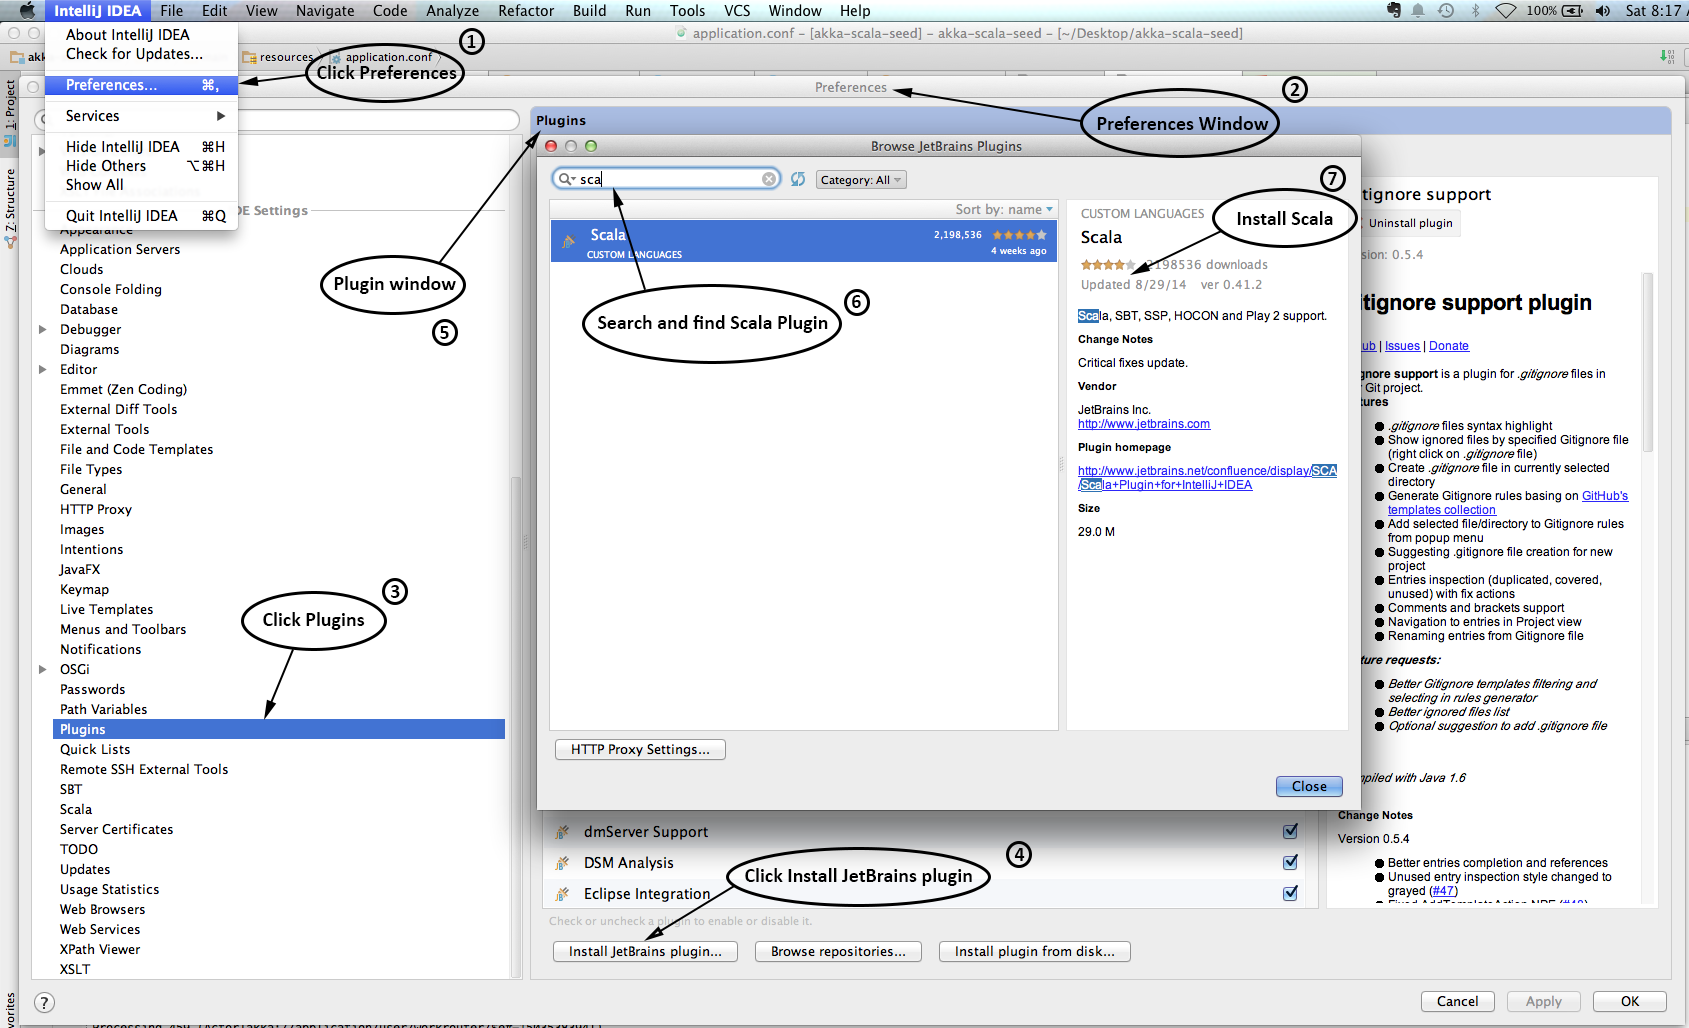 IntelliJ IDEA File Edit View Navigate Code Analyze Refactor Build Run Tools VCS Window Help 100% Sat 8:17
application.conf - [akka-scala-seed] - akka-scala-seed - [~/Desktop/akka-scala-seed]
resources application.conf
About IntelliJ IDEA
Check for Updates...
Preferences... ⌘,
Services
Hide IntelliJ IDEA ⌘H
Hide Others ⌥⌘H
Show All
Quit IntelliJ IDEA ⌘Q
1 Click Preferences
Preferences
2 Preferences Window
1: Project
Z: Structure
IDE Settings
Appearance
Application Servers
Clouds
Console Folding
Database
Debugger
Diagrams
Editor
Emmet (Zen Coding)
External Diff Tools
External Tools
File and Code Templates
File Types
General
HTTP Proxy
Images
Intentions
JavaFX
Keymap
Live Templates
Menus and Toolbars
Notifications
OSGi
Passwords
Path Variables
Plugins
Quick Lists
Remote SSH External Tools
SBT
Scala
Server Certificates
TODO
Updates
Usage Statistics
Web Browsers
Web Services
XPath Viewer
XSLT
3 Click Plugins
Plugin window
5
Plugins
Browse JetBrains Plugins
sca
Category: All
Sort by: name
Scala 2,198,536
CUSTOM LANGUAGES 4 weeks ago
6 Search and find Scala Plugin
7 Install Scala
CUSTOM LANGUAGES
Scala
2198536 downloads
Updated 8/29/14 ver 0.41.2
Scala, SBT, SSP, HOCON and Play 2 support.
Change Notes
Critical fixes update.
Vendor
JetBrains Inc.
http://www.jetbrains.com
Plugin homepage
http://www.jetbrains.net/confluence/display/SCA
/Scala+Plugin+for+IntelliJ+IDEA
Size
29.0 M
HTTP Proxy Settings...
Close
itignore support
Uninstall plugin
sion: 0.5.4
itignore support plugin
ub | Issues | Donate
gnore support is a plugin for .gitignore files in
r Git project.
tures
.gitignore files syntax highlight
Show ignored files by specified Gitignore file
(right click on .gitignore file)
Create .gitignore file in currently selected
directory
Generate Gitignore rules basing on GitHub's
templates collection
Add selected file/directory to Gitignore rules
from popup menu
Suggesting .gitignore file creation for new
project
Entries inspection (duplicated, covered,
unused) with fix actions
Comments and brackets support
Navigation to entries in Project view
Renaming entries from Gitignore file
ture requests:
Better Gitignore templates filtering and
selecting in rules generator
Better ignored files list
Optional suggestion to add .gitignore file
mpiled with Java 1.6
Change Notes
Version 0.5.4
Better entries completion and references
Unused entry inspection style changed to
grayed (#47)
dmServer Support
DSM Analysis
Eclipse Integration
4 Click Install JetBrains plugin
Check or uncheck a plugin to enable or disable it.
Install JetBrains plugin... Browse repositories... Install plugin from disk...
? Cancel Apply OK